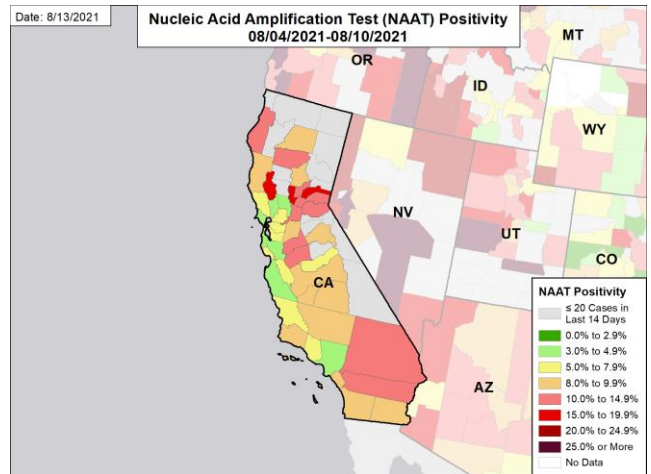 Date: 8/13/2021
Nucleic Acid Amplification Test (NAAT) Positivity
08/04/2021-08/10/2021
MT
OR
ID
WY
NV
UT
CO
CA
AZ
NAAT Positivity
≤ 20 Cases in
Last 14 Days
0.0% to 2.9%
3.0% to 4.9%
5.0% to 7.9%
8.0% to 9.9%
10.0% to 14.9%
15.0% to 19.9%
20.0% to 24.9%
25.0% or More
No Data